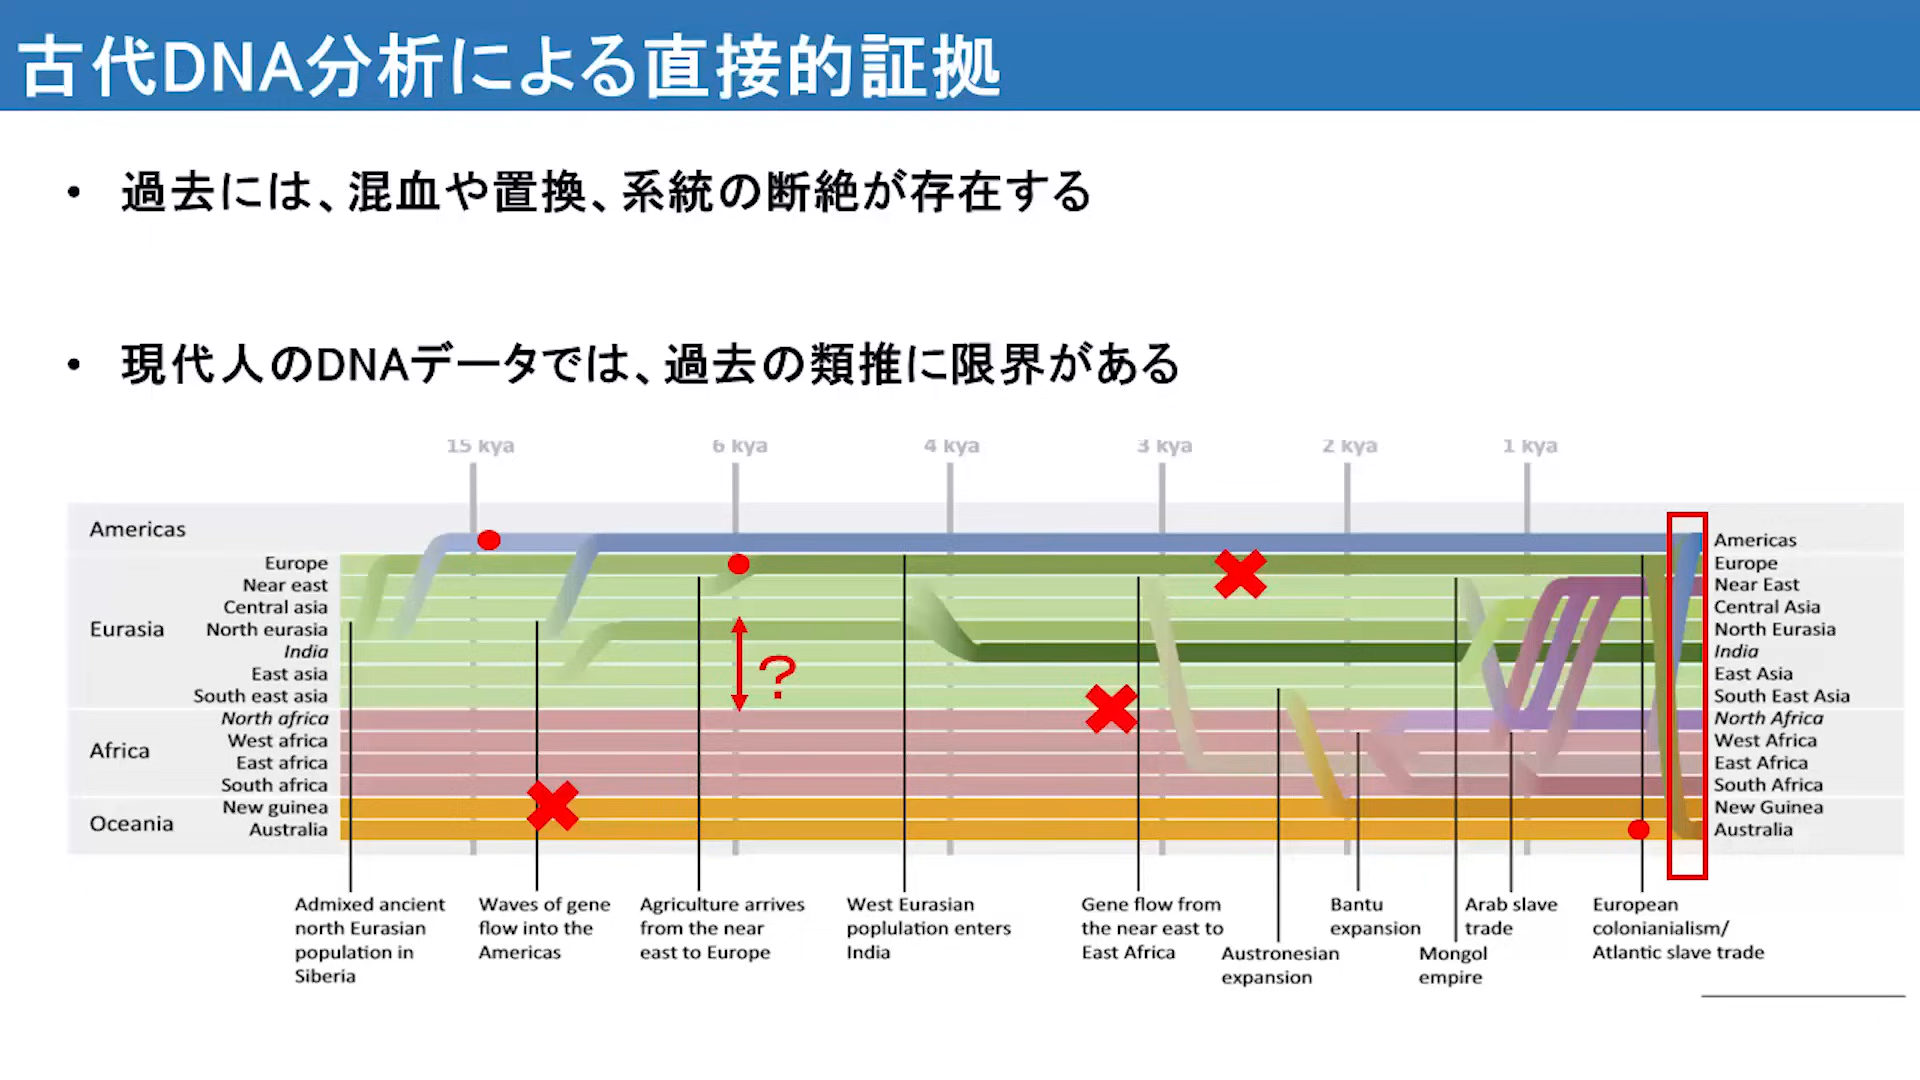 古代DNA分析による直接的証拠
• 過去には、混血や置換、系統の断絶が存在する
• 現代人のDNAデータでは、過去の類推に限界がある
15 kya 6 kya 4 kya 3 kya 2 kya 1 kya
Americas
Eurasia
Africa
Oceania
Europe
Near east
Central asia
North eurasia
India
East asia
South east asia
North africa
West africa
East africa
South africa
New guinea
Australia
?
Americas
Europe
Near East
Central Asia
North Eurasia
India
East Asia
South East Asia
North Africa
West Africa
East Africa
South Africa
New Guinea
Australia
Admixed ancient
north Eurasian
population in
Siberia
Waves of gene
flow into the
Americas
Agriculture arrives
from the near
east to Europe
West Eurasian
poplulation enters
India
Gene flow from
the near east to
East Africa
Austronesian
expansion
Bantu
expansion
Mongol
empire
Arab slave
trade
European
colonianialism/
Atlantic slave trade